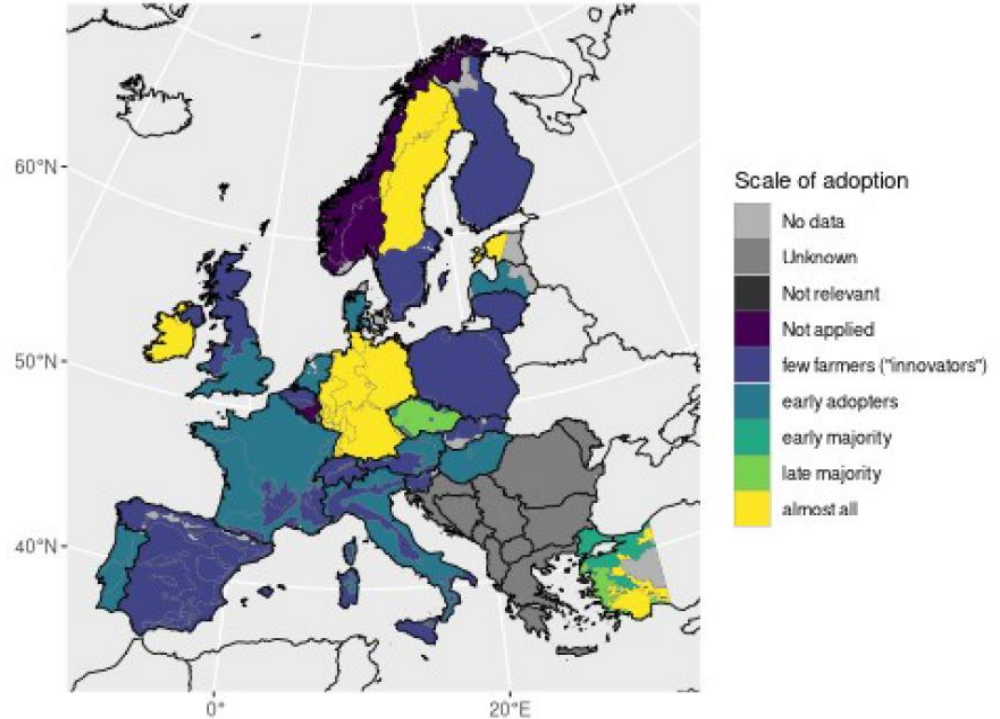 60°N
50°N
40°N
0°
20°E
Scale of adoption
No data
Unknown
Not relevant
Not applied
few farmers ("innovators")
early adopters
early majority
late majority
almost all